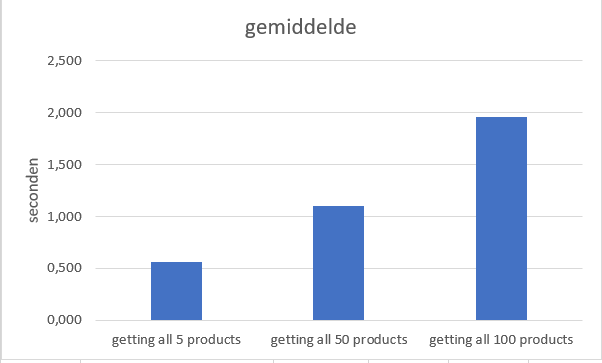 gemiddelde
2,500
2,000
1,500
1,000
0,500
0,000
seconden
getting all 5 products
getting all 50 products
getting all 100 products